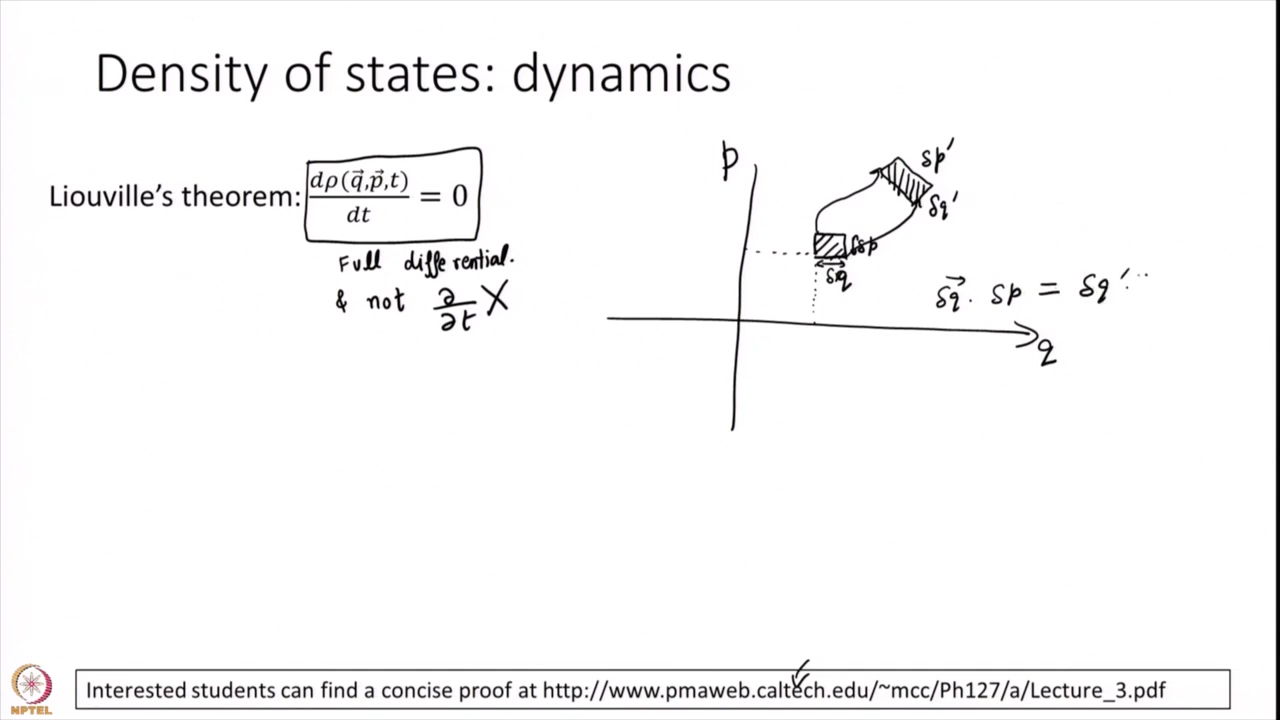 Density of states: dynamics
Liouville's theorem: dρ(q⃗,p⃗,t)/dt = 0
Full differential.
& not ∂/∂t X
p
δp'
δq'
δp
δq
δq⃗. δp = δq'..
q
Interested students can find a concise proof at http://www.pmaweb.caltech.edu/~mcc/Ph127/a/Lecture_3.pdf
NPTEL